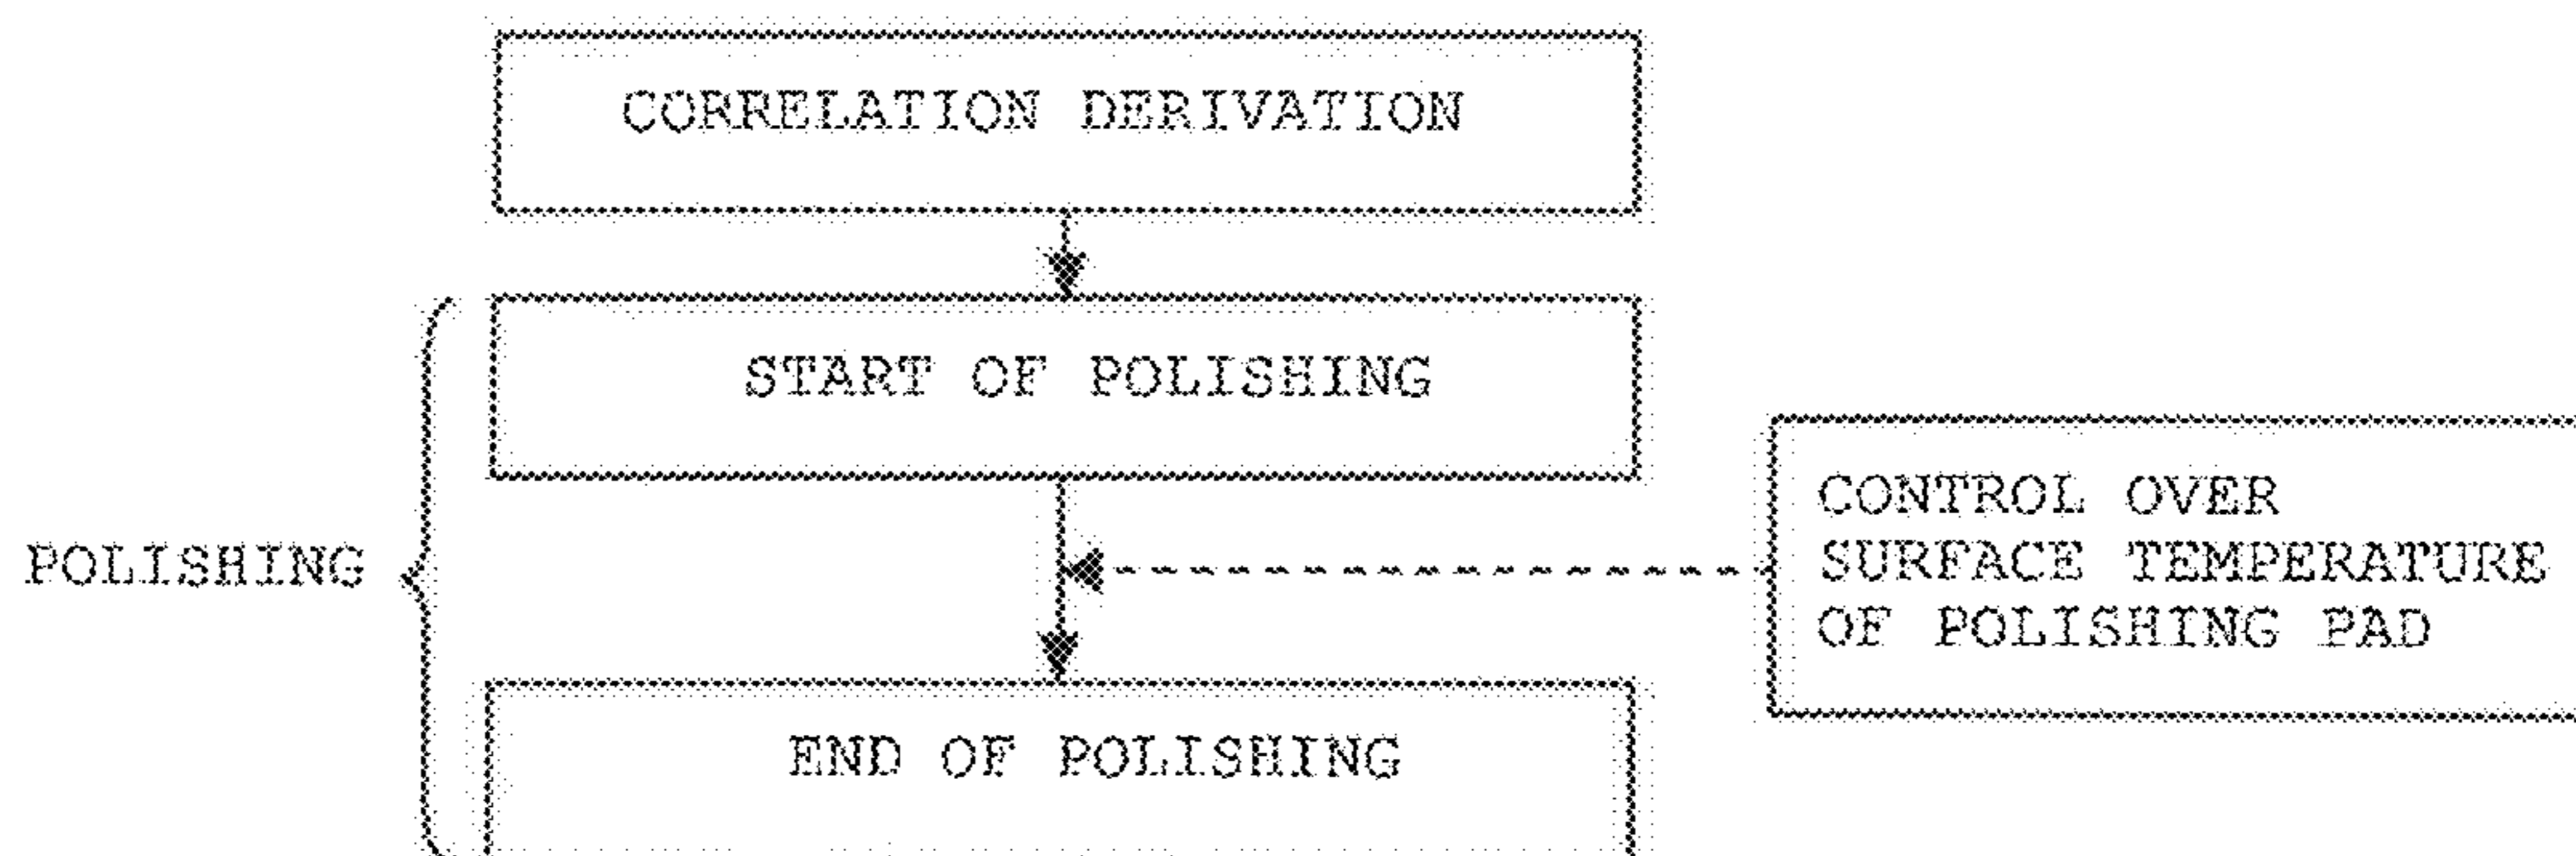 CORRELATION DERIVATION
START OF POLISHING
POLISHING
CONTROL OVER
SURFACE TEMPERATURE
OF POLISHING PAD
END OF POLISHING